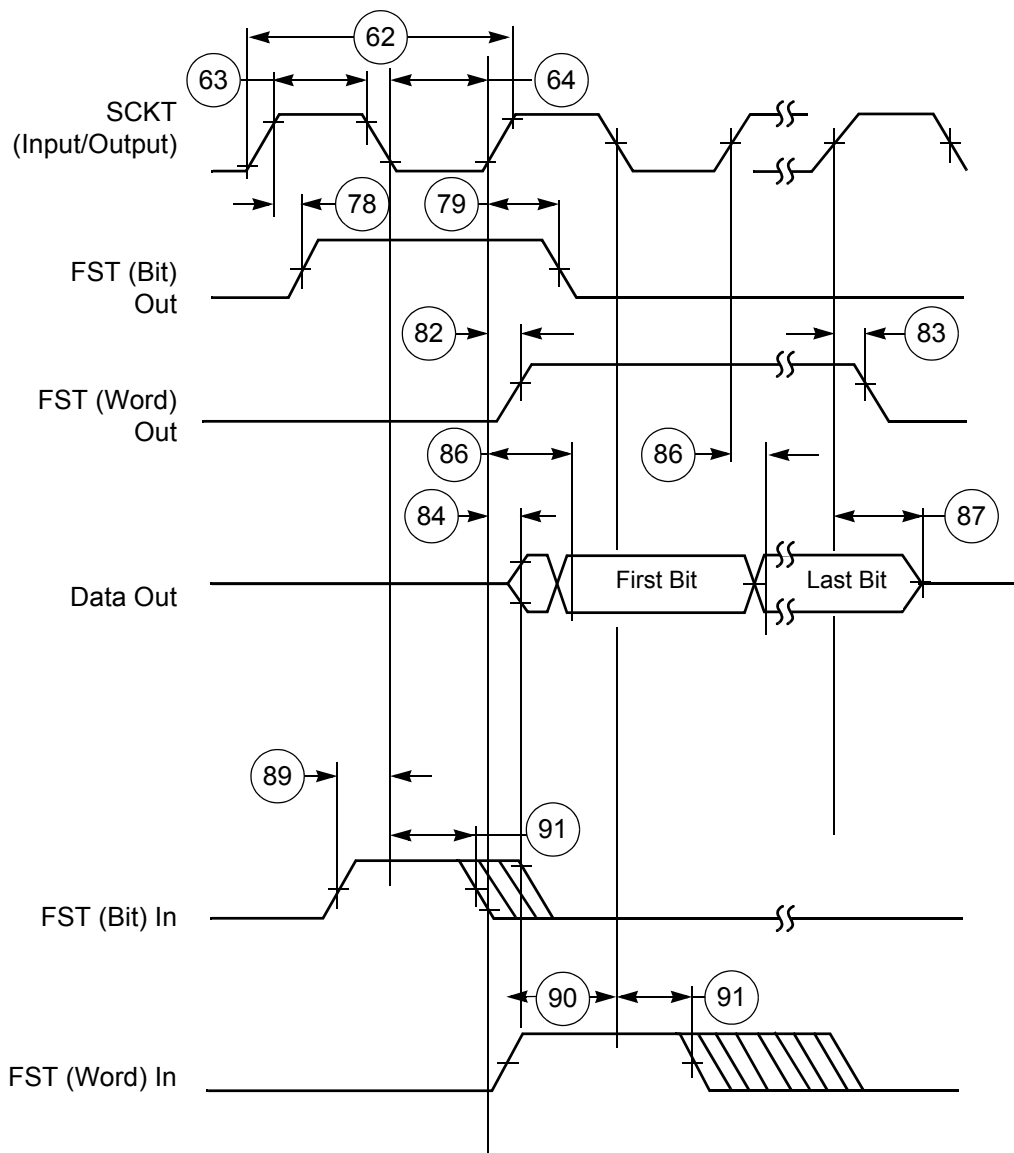 62
63
64
SCKT
(Input/Output)
78
79
FST (Bit)
Out
82
83
FST (Word)
Out
86
86
84
87
First Bit
Last Bit
Data Out
89
91
FST (Bit) In
90
91
FST (Word) In